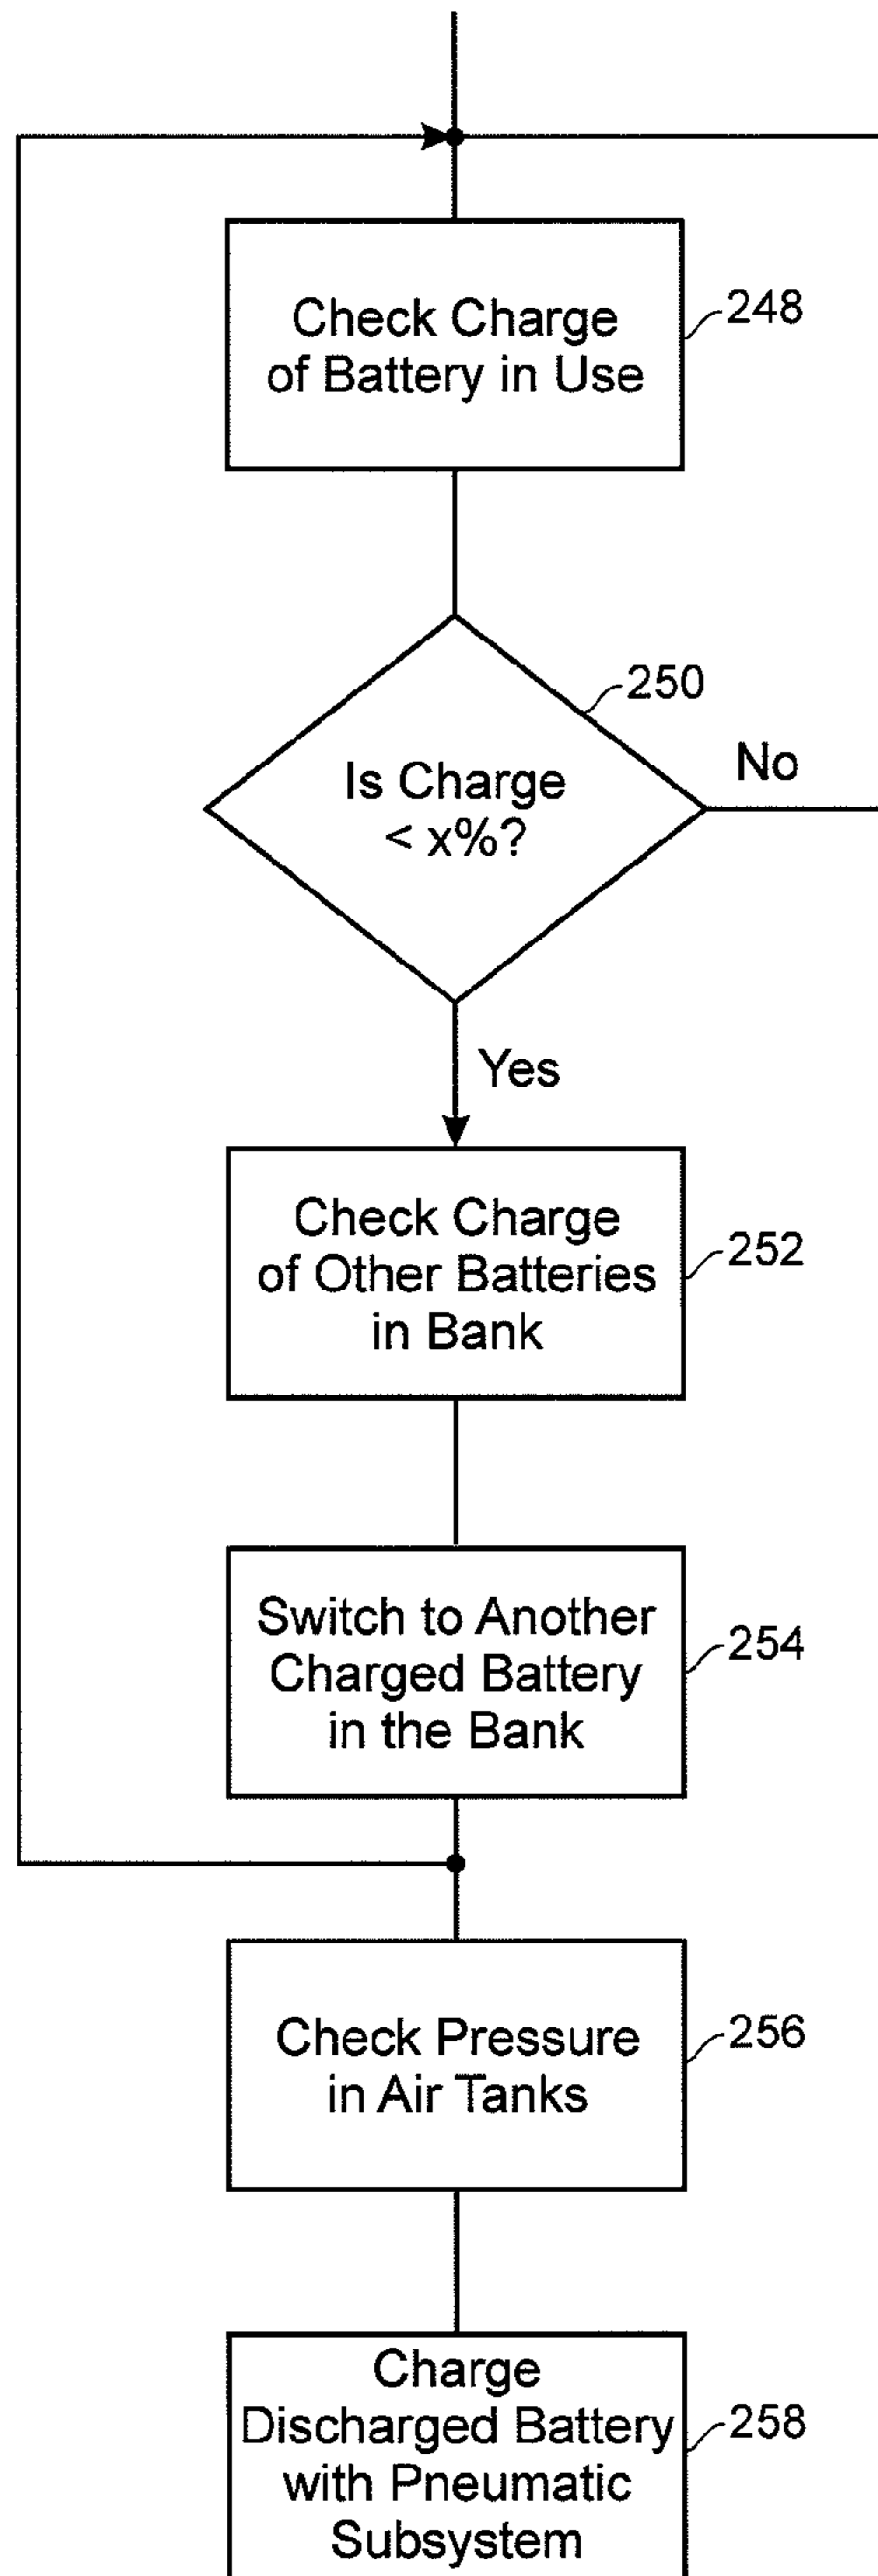 Check Charge
of Battery in Use
248
250
Is Charge
< x%?
No
Yes
Check Charge
of Other Batteries
in Bank
252
Switch to Another
Charged Battery
in the Bank
254
Check Pressure
in Air Tanks
256
Charge
Discharged Battery
with Pneumatic
Subsystem
258